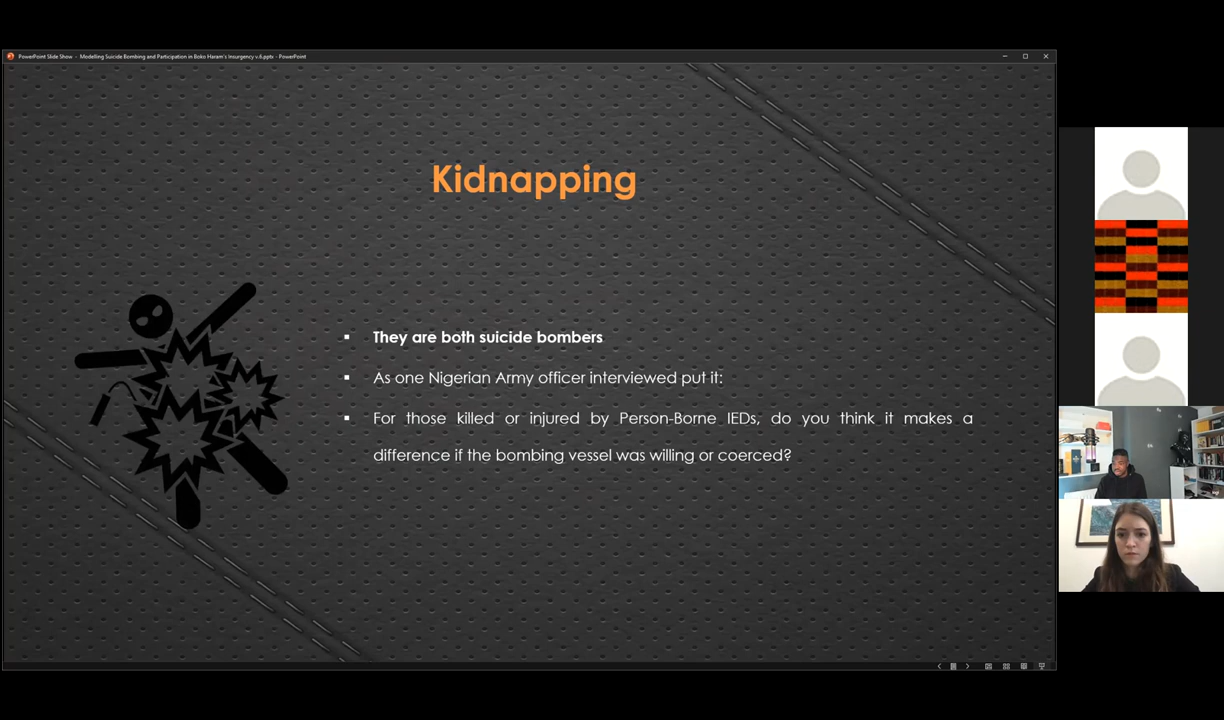 PowerPoint Slide Show - Modelling Suicide Bombing and Participation in Boko Haram's Insurgency v.6.pptx - PowerPoint
Kidnapping
▪ They are both suicide bombers
▪ As one Nigerian Army officer interviewed put it:
▪ For those killed or injured by Person-Borne IEDs, do you think it makes a
difference if the bombing vessel was willing or coerced?